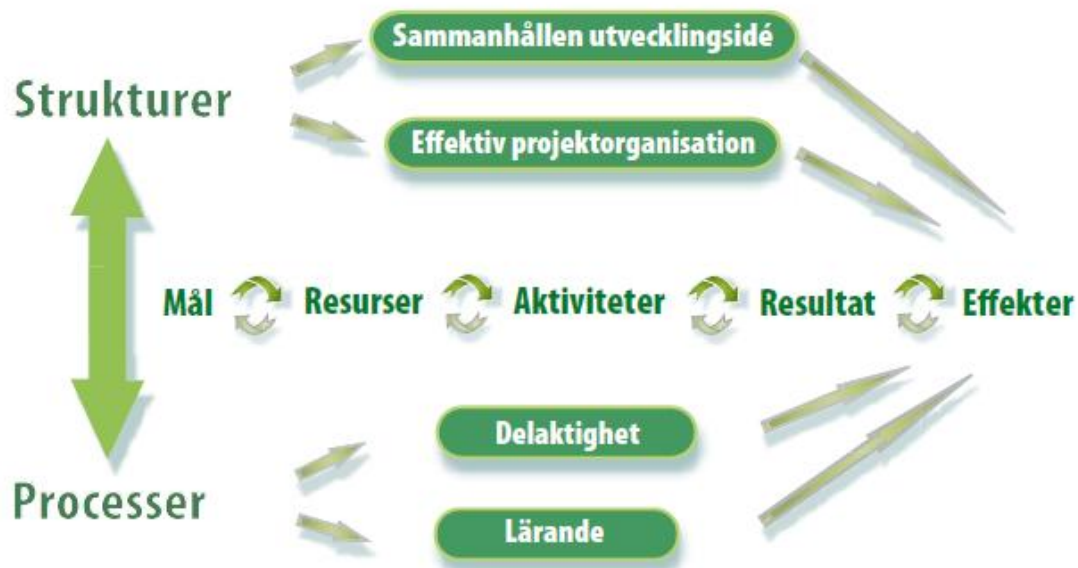 Sammanhållen utvecklingsidé
Strukturer
Effektiv projektorganisation
Mål Resurser Aktiviteter Resultat Effekter
Delaktighet
Processer
Lärande